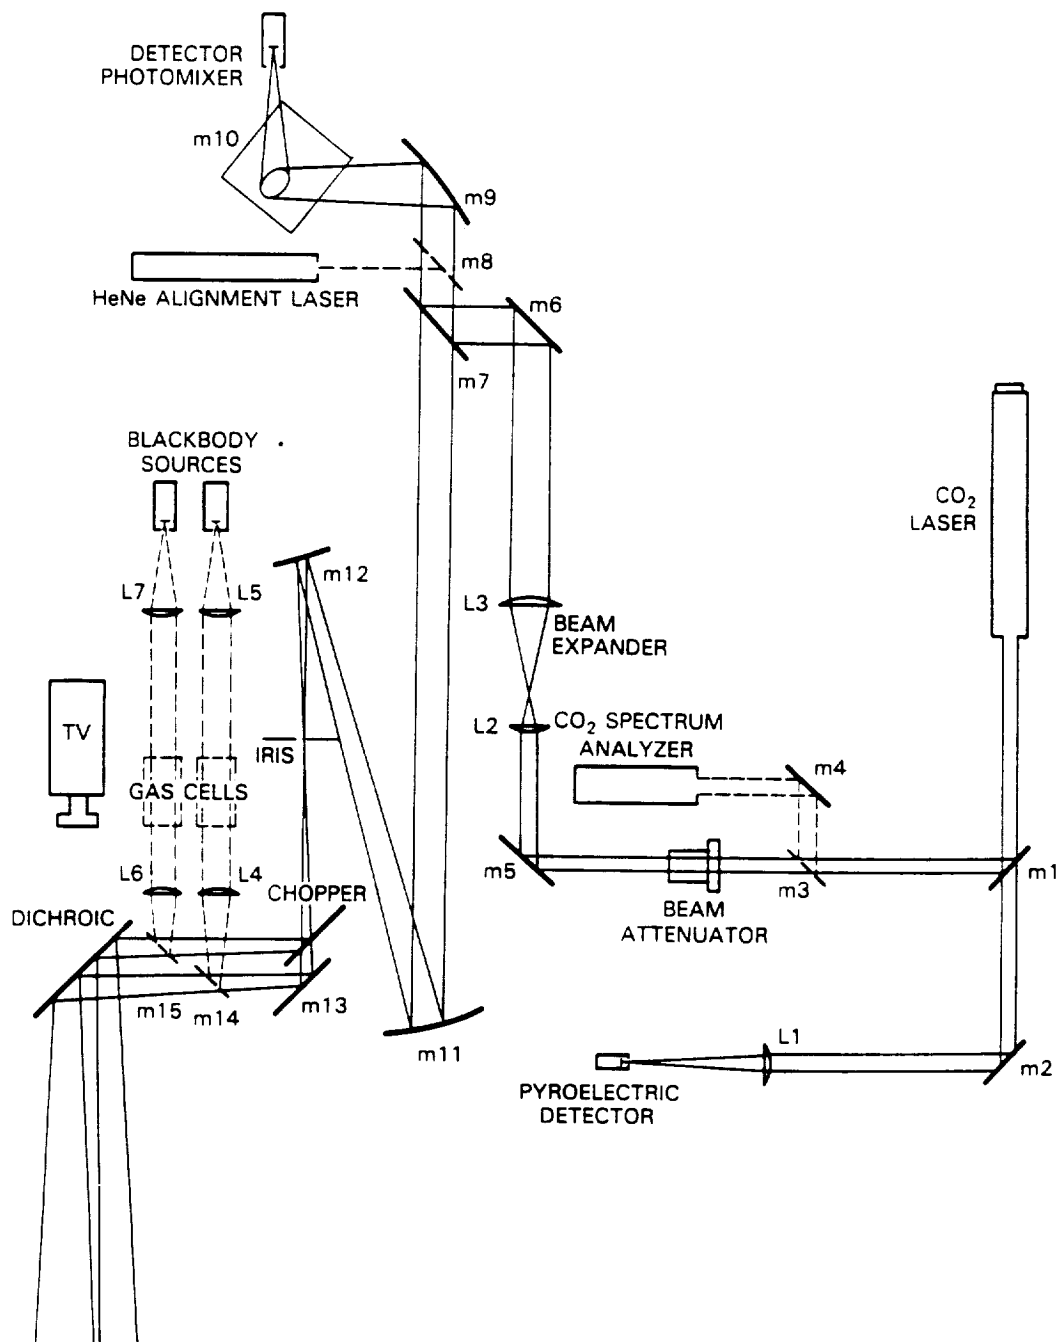 DETECTOR
PHOTOMIXER
m10
m9
m8
HeNe ALIGNMENT LASER
m6
m7
BLACKBODY
SOURCES
CO₂
LASER
m12
L7
L5
L3
BEAM
EXPANDER
TV
IRIS
L2
CO₂ SPECTRUM
ANALYZER
m4
GAS CELLS
m5
m3
m1
BEAM
ATTENUATOR
L6
L4
CHOPPER
DICHROIC
m15
m14
m13
m11
L1
m2
PYROELECTRIC
DETECTOR